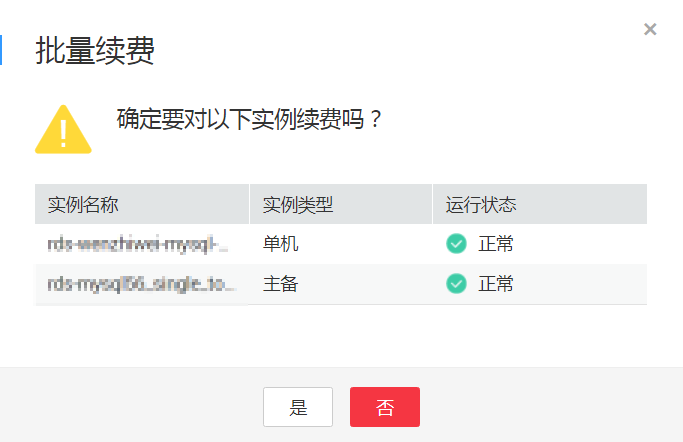 批量续费
确定要对以下实例续费吗？
实例名称 实例类型 运行状态
rds-wenzhiwei-mysql-... 单机 正常
rds-mysql56_single_to... 主备 正常
是 否